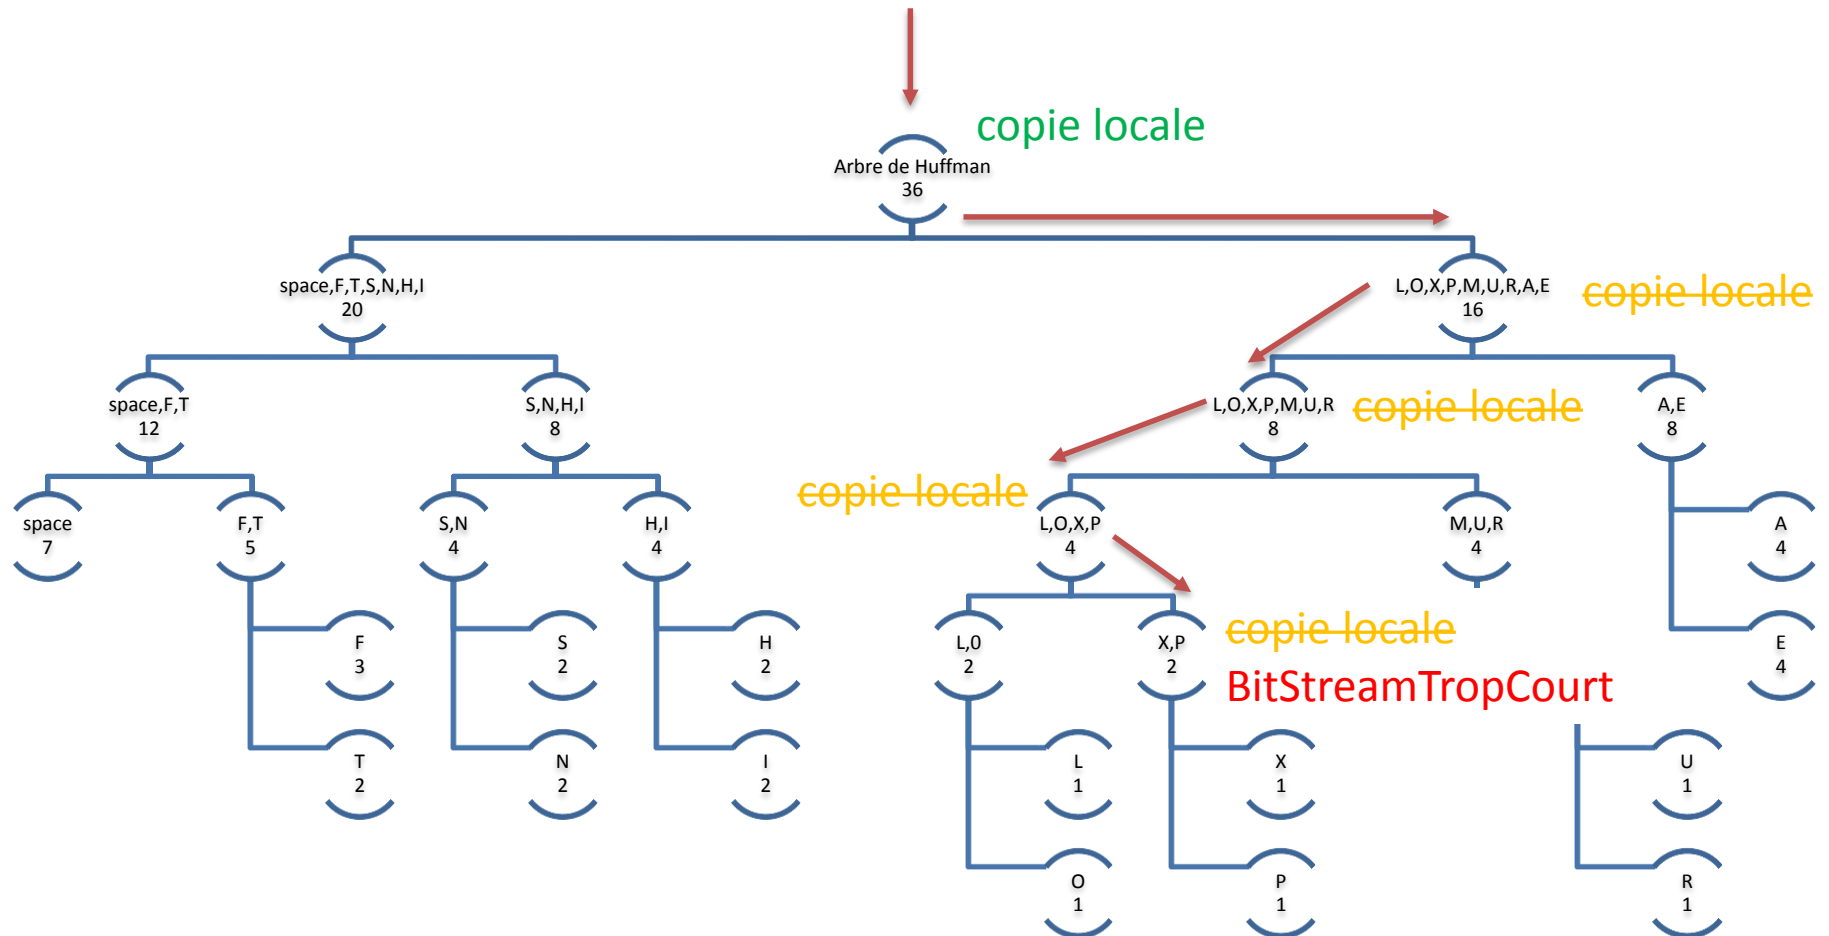 copie locale
Arbre de Huffman
36
space,F,T,S,N,H,I
20
L,O,X,P,M,U,R,A,E
16
copie locale
space,F,T
12
S,N,H,I
8
L,O,X,P,M,U,R
8
copie locale
A,E
8
copie locale
space
7
F,T
5
S,N
4
H,I
4
L,O,X,P
4
M,U,R
4
A
4
F
3
S
2
H
2
L,0
2
X,P
2
copie locale
BitStreamTropCourt
E
4
T
2
N
2
I
2
L
1
X
1
U
1
O
1
P
1
R
1